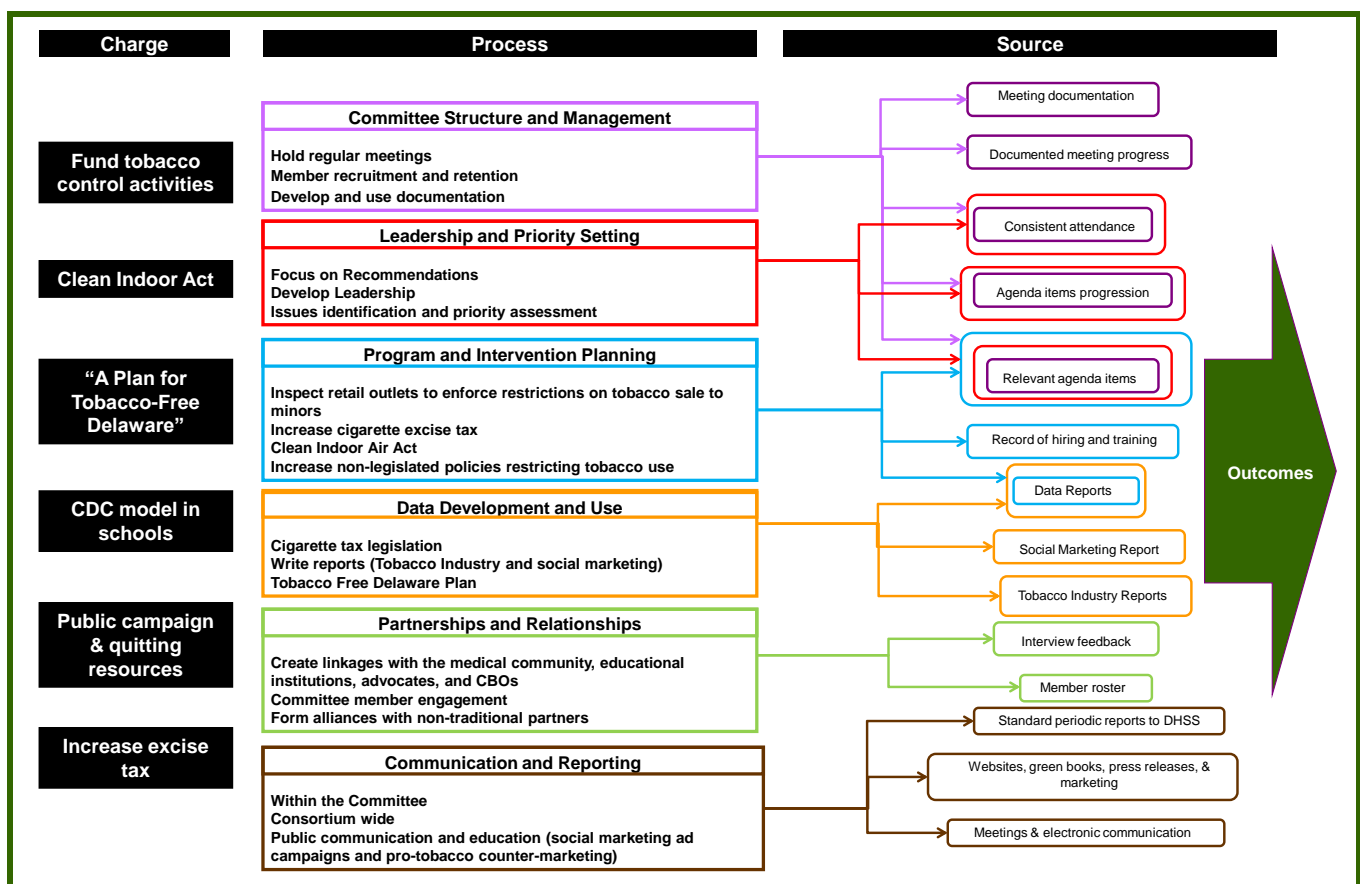 Charge
Process
Source
Fund tobacco
control activities
Clean Indoor Act
“A Plan for
Tobacco-Free
Delaware”
CDC model in
schools
Public campaign
& quitting
resources
Increase excise
tax
Committee Structure and Management
Hold regular meetings
Member recruitment and retention
Develop and use documentation
Leadership and Priority Setting
Focus on Recommendations
Develop Leadership
Issues identification and priority assessment
Program and Intervention Planning
Inspect retail outlets to enforce restrictions on tobacco sale to
minors
Increase cigarette excise tax
Clean Indoor Air Act
Increase non-legislated policies restricting tobacco use
Data Development and Use
Cigarette tax legislation
Write reports (Tobacco Industry and social marketing)
Tobacco Free Delaware Plan
Partnerships and Relationships
Create linkages with the medical community, educational
institutions, advocates, and CBOs
Committee member engagement
Form alliances with non-traditional partners
Communication and Reporting
Within the Committee
Consortium wide
Public communication and education (social marketing ad
campaigns and pro-tobacco counter-marketing)
Meeting documentation
Documented meeting progress
Consistent attendance
Agenda items progression
Relevant agenda items
Record of hiring and training
Data Reports
Social Marketing Report
Tobacco Industry Reports
Interview feedback
Member roster
Standard periodic reports to DHSS
Websites, green books, press releases, &
marketing
Meetings & electronic communication
Outcomes